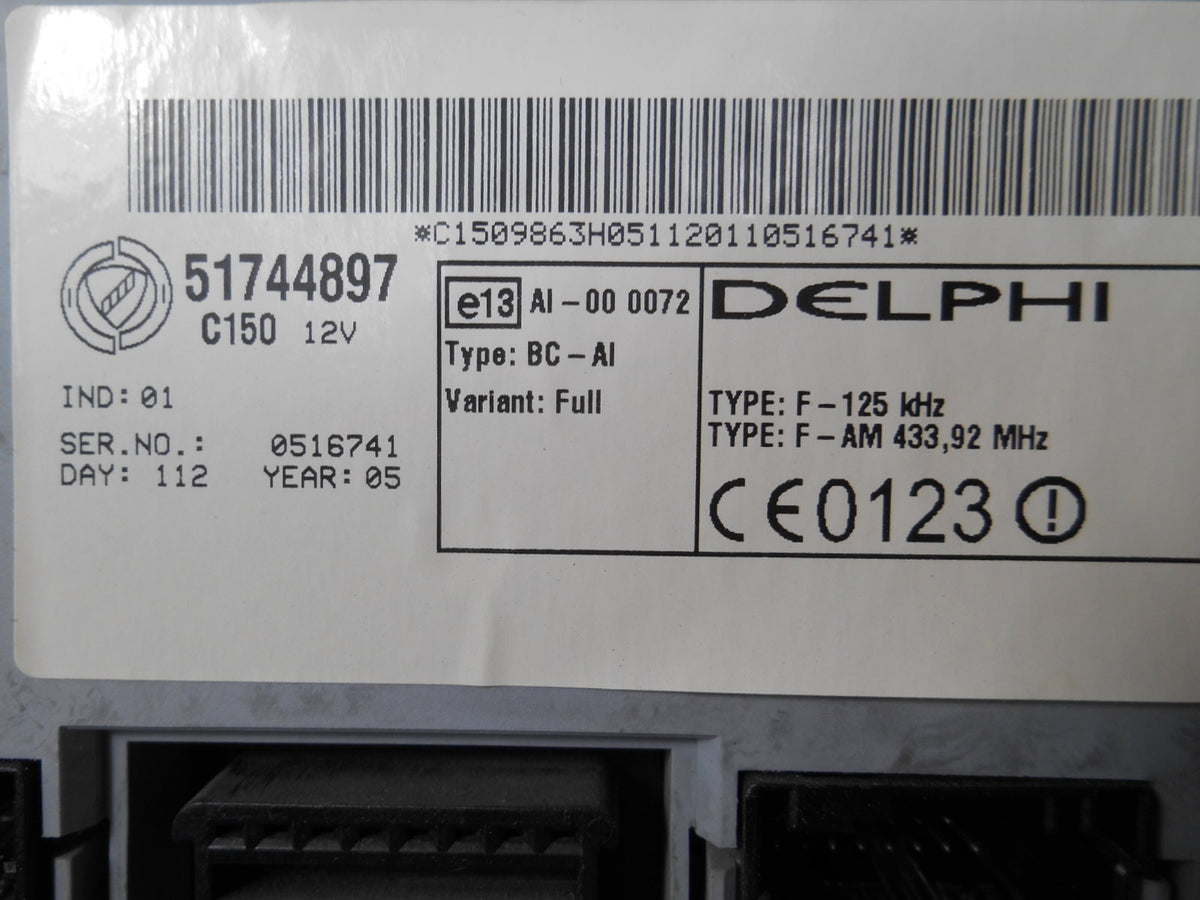 *C1509863H051120110516741*
51744897
C150 12V
IND: 01
SER.NO.: 0516741
DAY: 112 YEAR: 05
e13 AI-00 0072
Type: BC-AI
Variant: Full
DELPHI
TYPE: F-125 kHz
TYPE: F-AM 433,92 MHz
CE0123